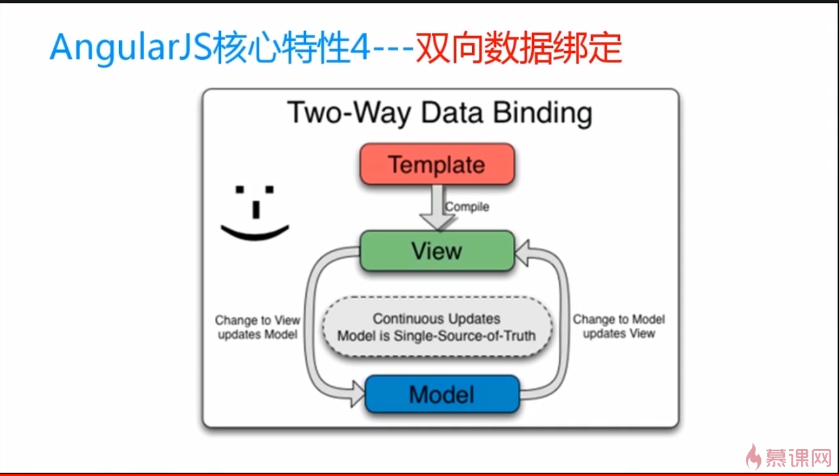 AngularJS核心特性4---双向数据绑定
Two-Way Data Binding
Template
Compile
View
Change to View
updates Model
Continuous Updates
Model is Single-Source-of-Truth
Change to Model
updates View
Model
慕课网